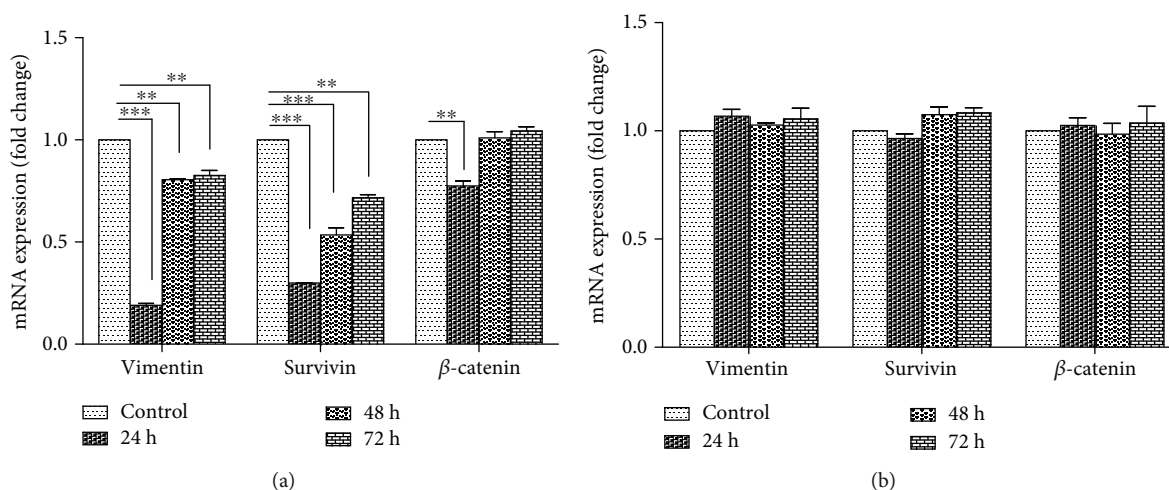 mRNA expression (fold change)
1.5
1.0
0.5
0.0
**
**
***
**
***
***
**
Vimentin
Survivin
β-catenin
Control
24 h
48 h
72 h
(a)
mRNA expression (fold change)
1.5
1.0
0.5
0.0
Vimentin
Survivin
β-catenin
Control
24 h
48 h
72 h
(b)